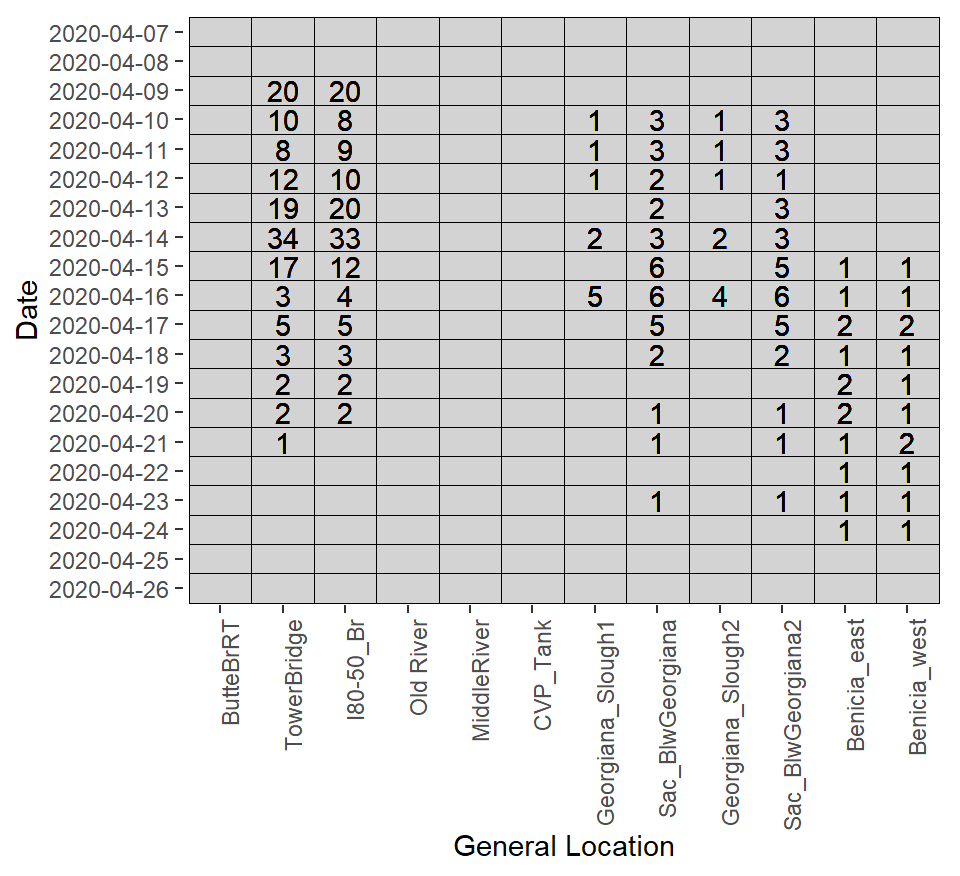 2020-04-07
2020-04-08
2020-04-09 20 20
2020-04-10 10 8 1 3 1 3
2020-04-11 8 9 1 3 1 3
2020-04-12 12 10 1 2 1 1
2020-04-13 19 20 2 3
2020-04-14 34 33 2 3 2 3
2020-04-15 17 12 6 5 1 1
2020-04-16 3 4 5 6 4 6 1 1
2020-04-17 5 5 5 5 2 2
2020-04-18 3 3 2 2 1 1
2020-04-19 2 2 2 1
2020-04-20 2 2 1 1 2 1
2020-04-21 1 1 1 1 2
2020-04-22 1 1
2020-04-23 1 1 1 1
2020-04-24 1 1
2020-04-25
2020-04-26
Date
ButteBrRT
TowerBridge
I80-50_Br
Old River
MiddleRiver
CVP_Tank
Georgiana_Slough1
Sac_BlwGeorgiana
Georgiana_Slough2
Sac_BlwGeorgiana2
Benicia_east
Benicia_west
General Location